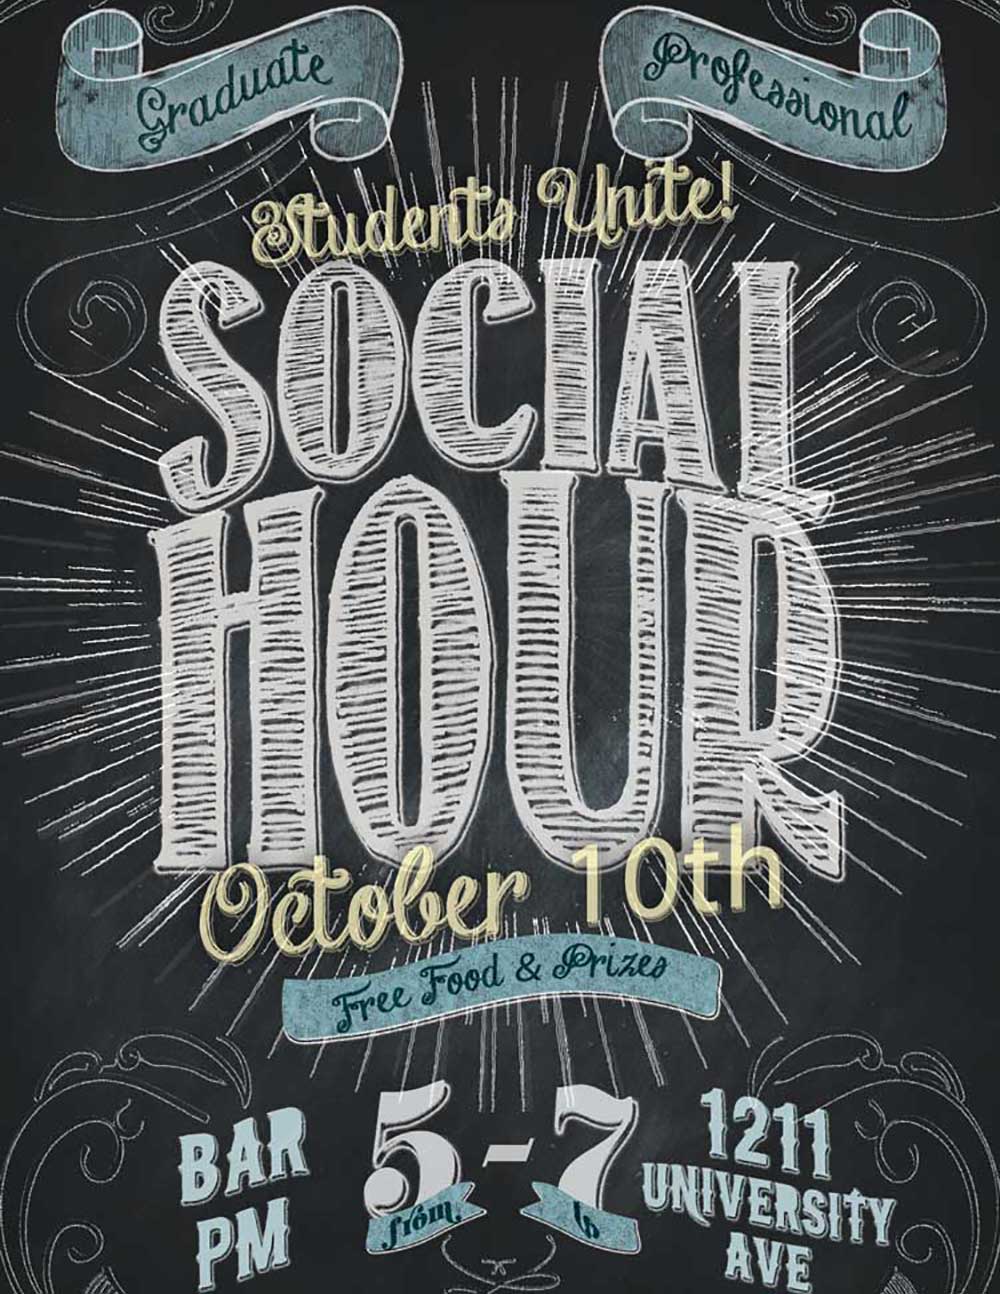 Graduate
Professional
Students Unite!
SOCIAL
HOUR
October 10th
Free Food & Prizes
BAR
PM
5 - 7
from
to
1211
UNIVERSITY
AVE